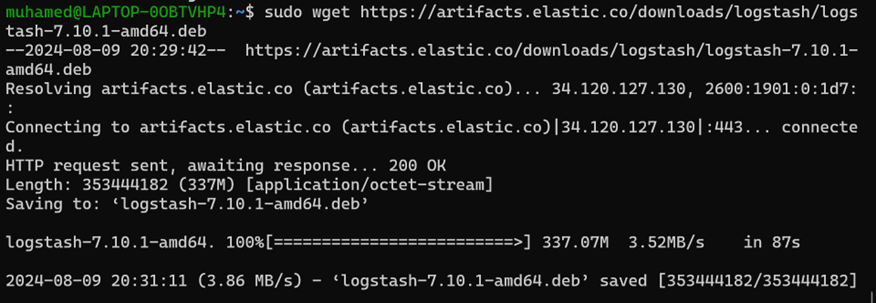 muhamed@LAPTOP-0OBTVHP4:~$ sudo wget https://artifacts.elastic.co/downloads/logstash/logs
tash-7.10.1-amd64.deb
--2024-08-09 20:29:42--  https://artifacts.elastic.co/downloads/logstash/logstash-7.10.1-
amd64.deb
Resolving artifacts.elastic.co (artifacts.elastic.co)... 34.120.127.130, 2600:1901:0:1d7:
:
Connecting to artifacts.elastic.co (artifacts.elastic.co)|34.120.127.130|:443... connecte
d.
HTTP request sent, awaiting response... 200 OK
Length: 353444182 (337M) [application/octet-stream]
Saving to: ‘logstash-7.10.1-amd64.deb’

logstash-7.10.1-amd64. 100%[=========================>] 337.07M  3.52MB/s    in 87s

2024-08-09 20:31:11 (3.86 MB/s) - ‘logstash-7.10.1-amd64.deb’ saved [353444182/353444182]